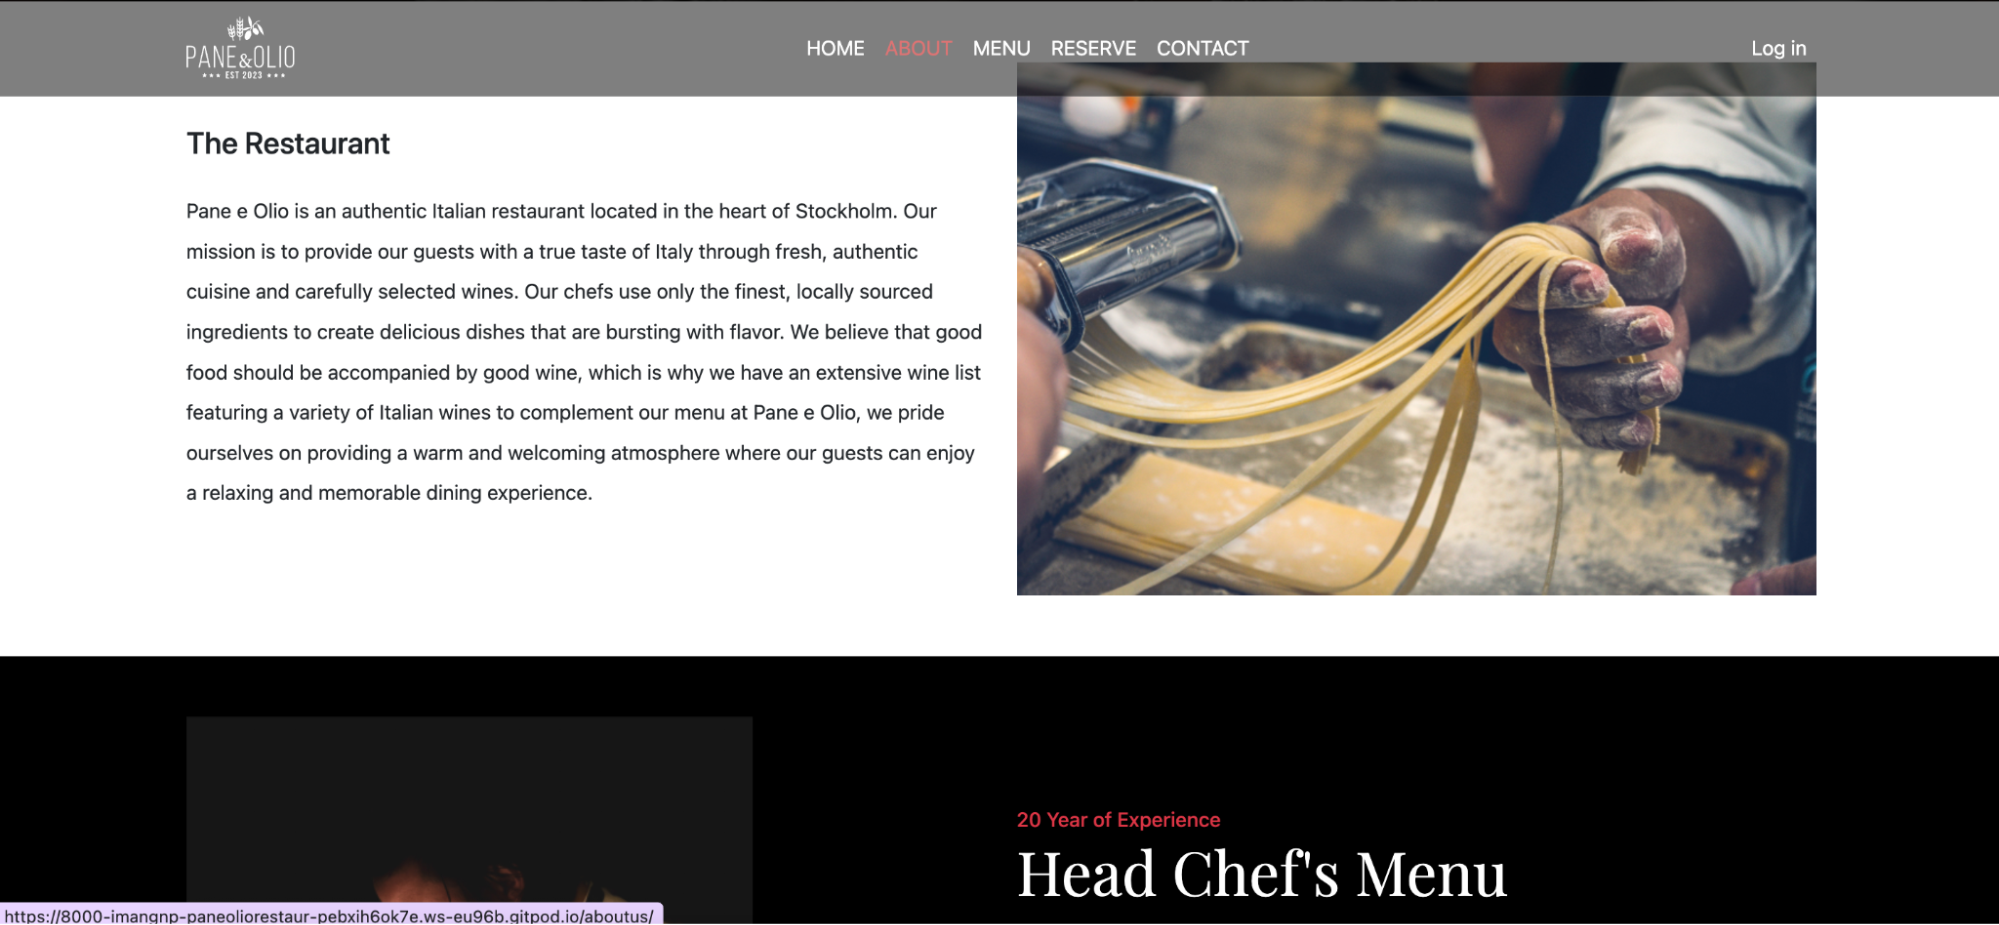 PANE&OLIO
★★★ EST 2023 ★★★
HOME ABOUT MENU RESERVE CONTACT
Log in
The Restaurant
Pane e Olio is an authentic Italian restaurant located in the heart of Stockholm. Our
mission is to provide our guests with a true taste of Italy through fresh, authentic
cuisine and carefully selected wines. Our chefs use only the finest, locally sourced
ingredients to create delicious dishes that are bursting with flavor. We believe that good
food should be accompanied by good wine, which is why we have an extensive wine list
featuring a variety of Italian wines to complement our menu at Pane e Olio, we pride
ourselves on providing a warm and welcoming atmosphere where our guests can enjoy
a relaxing and memorable dining experience.
20 Year of Experience
Head Chef's Menu
https://8000-imangnp-paneoliorestaur-pebxih6ok7e.ws-eu96b.gitpod.io/aboutus/